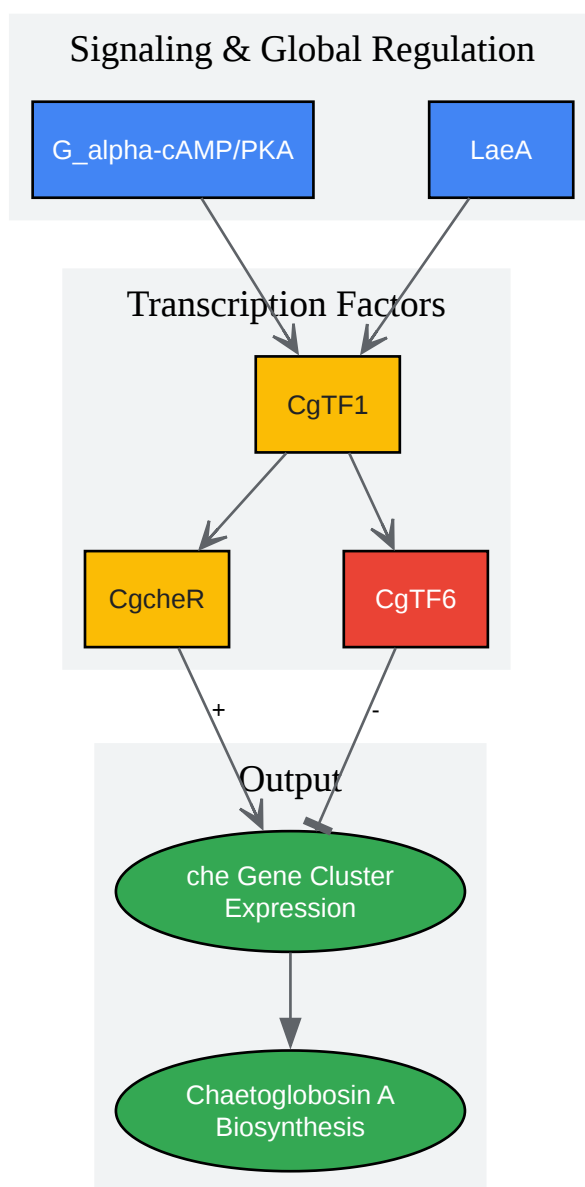 Signaling & Global Regulation
G_alpha-cAMP/PKA
LaeA
Transcription Factors
CgTF1
CgcheR
CgTF6
+
-
Output
che Gene Cluster
Expression
Chaetoglobosin A
Biosynthesis